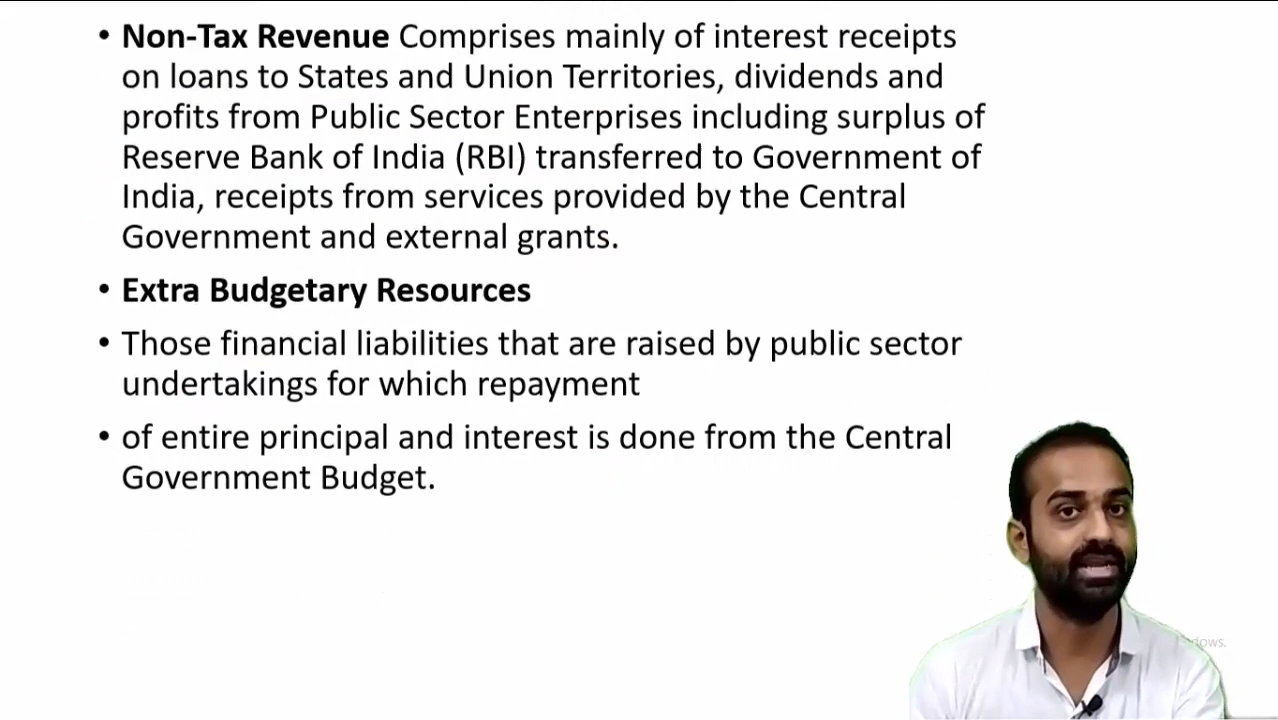 • Non-Tax Revenue Comprises mainly of interest receipts
on loans to States and Union Territories, dividends and
profits from Public Sector Enterprises including surplus of
Reserve Bank of India (RBI) transferred to Government of
India, receipts from services provided by the Central
Government and external grants.
• Extra Budgetary Resources
• Those financial liabilities that are raised by public sector
undertakings for which repayment
• of entire principal and interest is done from the Central
Government Budget.